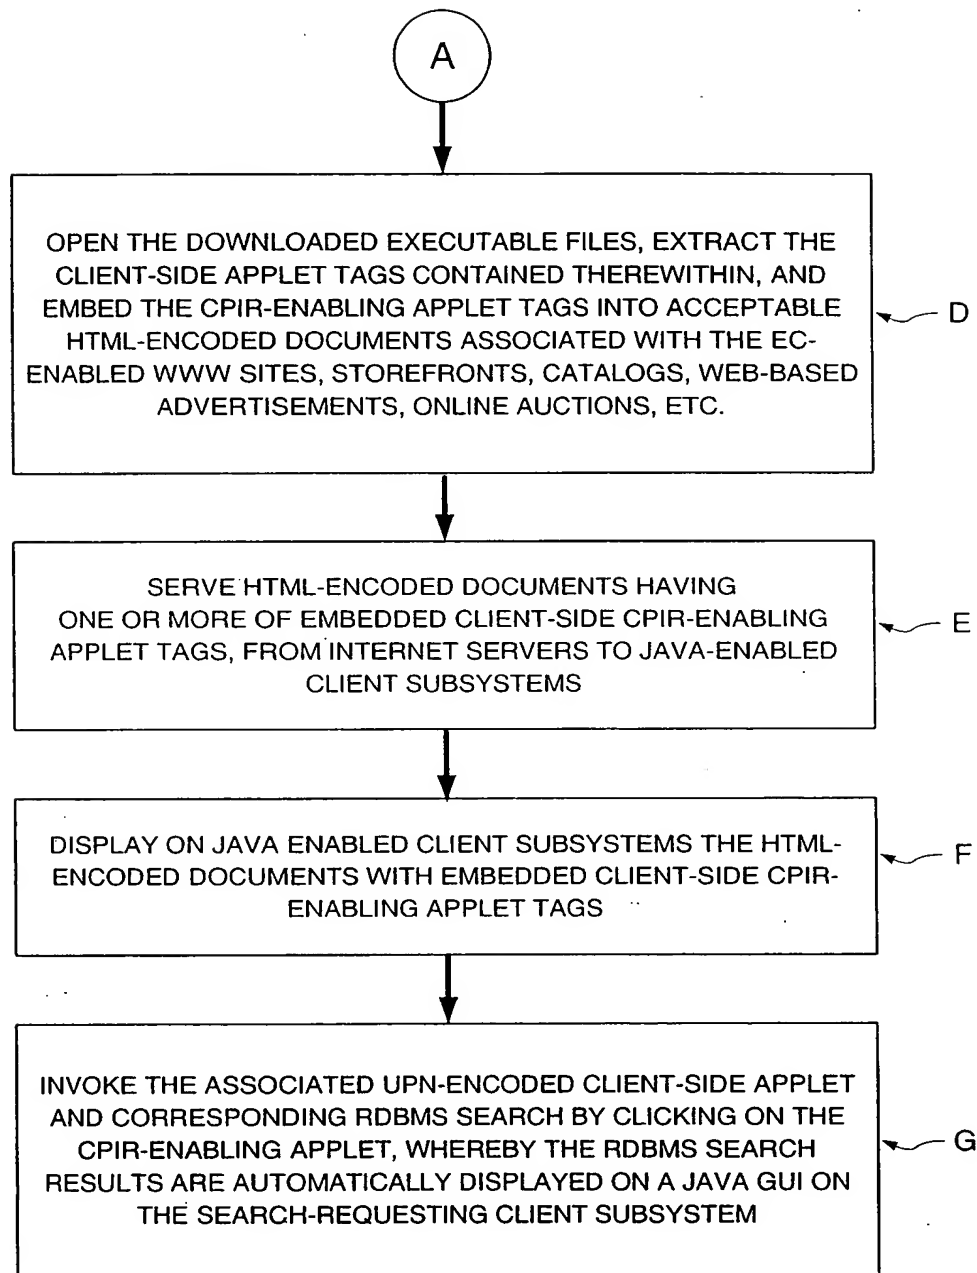 A
OPEN THE DOWNLOADED EXECUTABLE FILES, EXTRACT THE
CLIENT-SIDE APPLET TAGS CONTAINED THEREWITHIN, AND
EMBED THE CPIR-ENABLING APPLET TAGS INTO ACCEPTABLE
HTML-ENCODED DOCUMENTS ASSOCIATED WITH THE EC-
ENABLED WWW SITES, STOREFRONTS, CATALOGS, WEB-BASED
ADVERTISEMENTS, ONLINE AUCTIONS, ETC.
D
SERVE HTML-ENCODED DOCUMENTS HAVING
ONE OR MORE OF EMBEDDED CLIENT-SIDE CPIR-ENABLING
APPLET TAGS, FROM INTERNET SERVERS TO JAVA-ENABLED
CLIENT SUBSYSTEMS
E
DISPLAY ON JAVA ENABLED CLIENT SUBSYSTEMS THE HTML-
ENCODED DOCUMENTS WITH EMBEDDED CLIENT-SIDE CPIR-
ENABLING APPLET TAGS
F
INVOKE THE ASSOCIATED UPN-ENCODED CLIENT-SIDE APPLET
AND CORRESPONDING RDBMS SEARCH BY CLICKING ON THE
CPIR-ENABLING APPLET, WHEREBY THE RDBMS SEARCH
RESULTS ARE AUTOMATICALLY DISPLAYED ON A JAVA GUI ON
THE SEARCH-REQUESTING CLIENT SUBSYSTEM
G